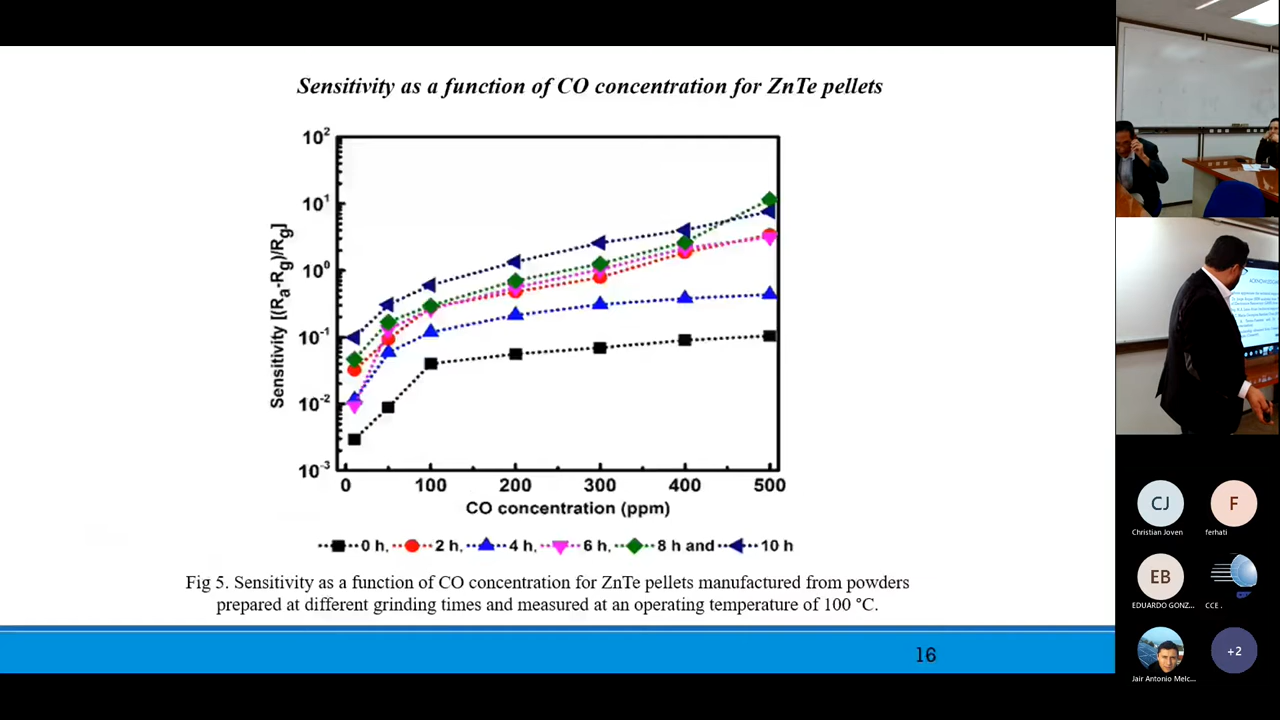 Sensitivity as a function of CO concentration for ZnTe pellets
10²
10¹
10⁰
10⁻¹
10⁻²
10⁻³
Sensitivity [(Ra-Rg)/Rg]
0 100 200 300 400 500
CO concentration (ppm)
0 h, 2 h, 4 h, 6 h, 8 h and 10 h
Fig 5. Sensitivity as a function of CO concentration for ZnTe pellets manufactured from powders
prepared at different grinding times and measured at an operating temperature of 100 °C.
16
CJ
Christian Joven
F
ferhati
EB
EDUARDO GONZ...
CCE .
Jair Antonio Melc...
+2